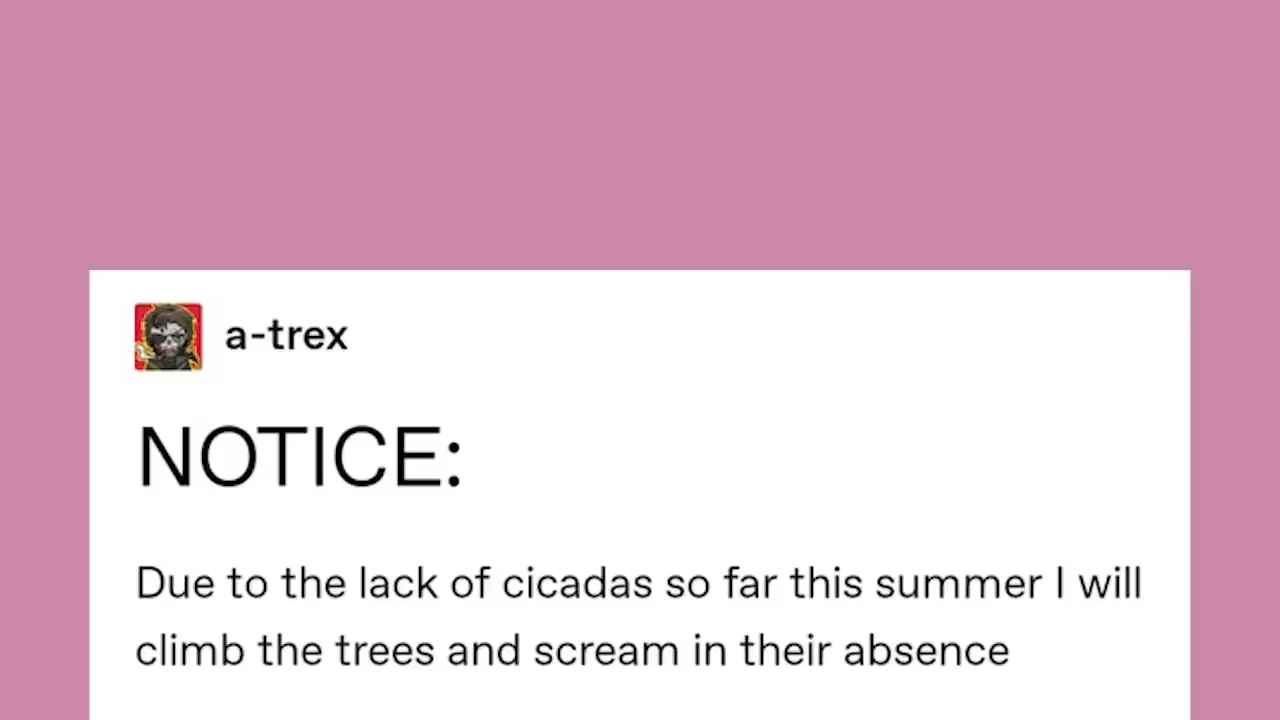 a-trex
NOTICE:
Due to the lack of cicadas so far this summer I will
climb the trees and scream in their absence